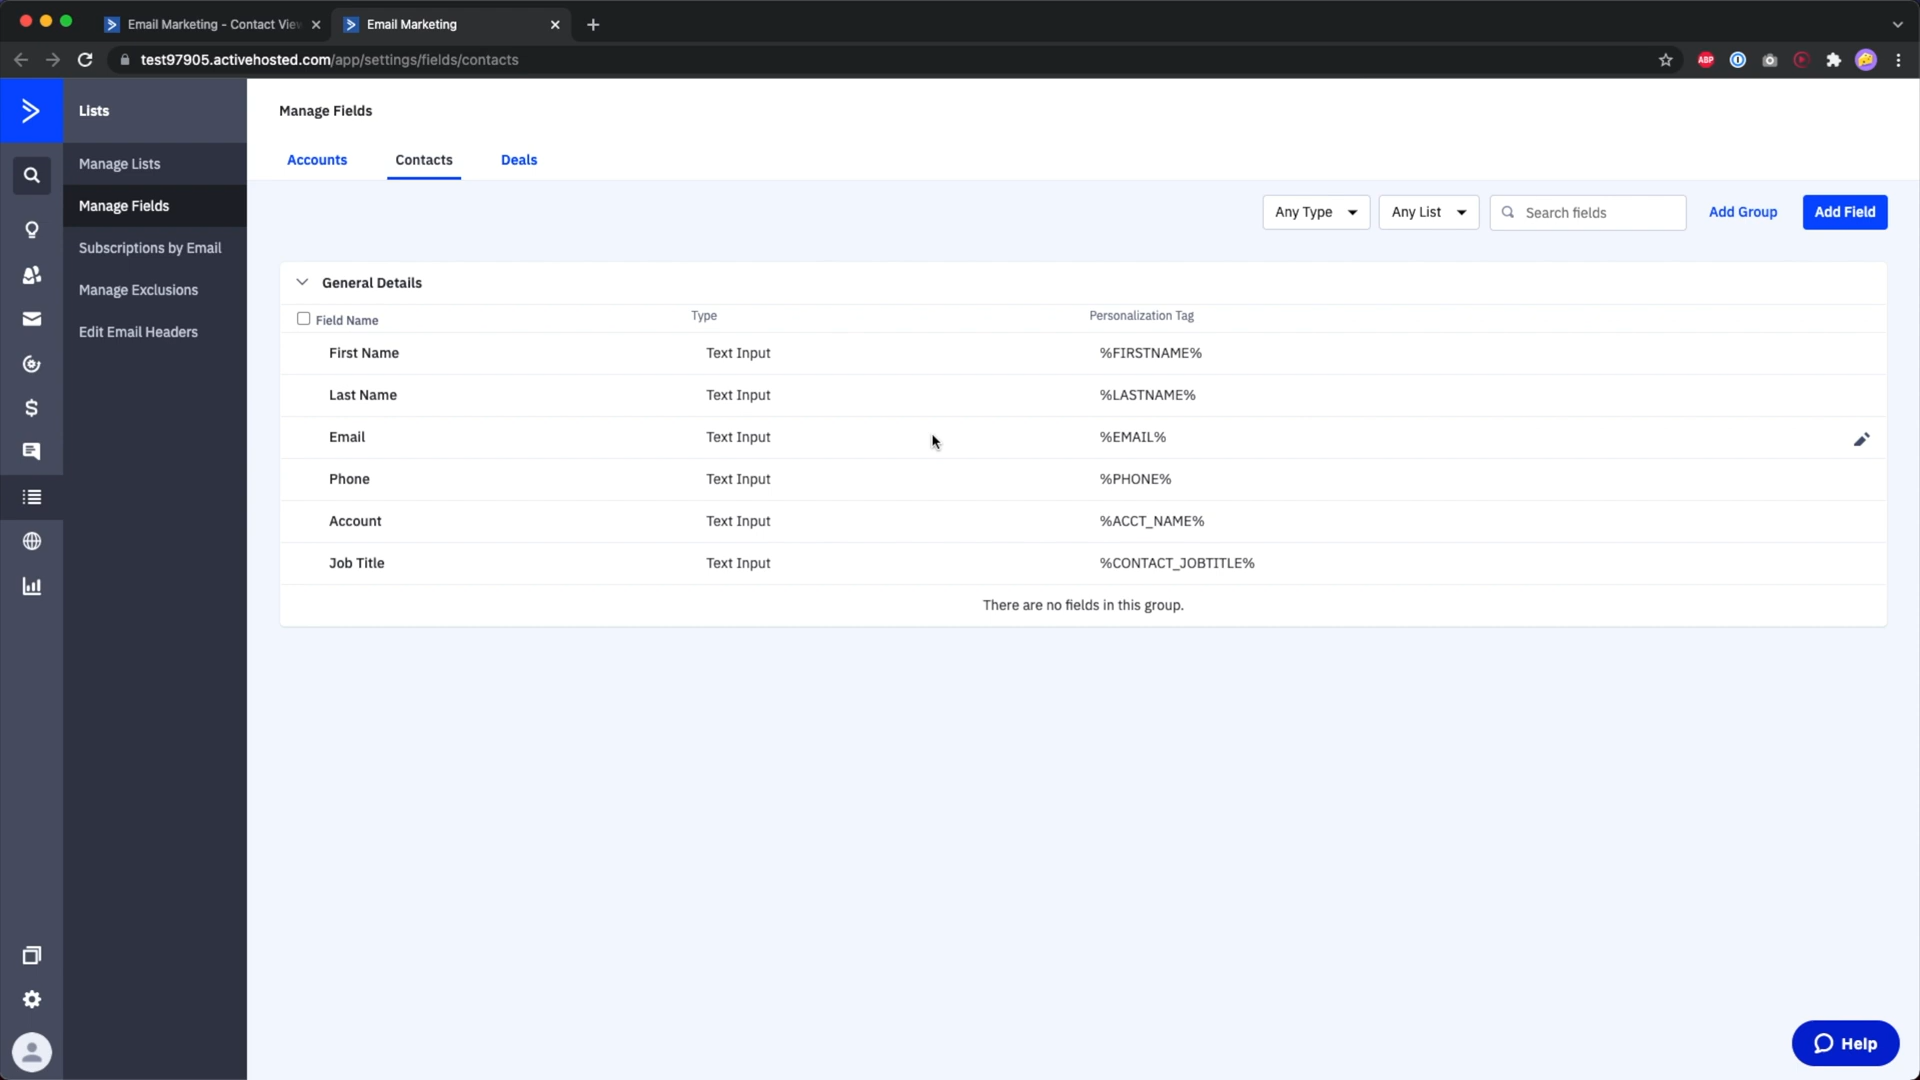 Email Marketing - Contact Vie
Email Marketing
test97905.activehosted.com/app/settings/fields/contacts
ABP
Lists
Manage Lists
Manage Fields
Subscriptions by Email
Manage Exclusions
Edit Email Headers
Manage Fields
Accounts
Contacts
Deals
Any Type
Any List
Search fields
Add Group
Add Field
General Details
Field Name Type Personalization Tag
First Name Text Input %FIRSTNAME%
Last Name Text Input %LASTNAME%
Email Text Input %EMAIL%
Phone Text Input %PHONE%
Account Text Input %ACCT_NAME%
Job Title Text Input %CONTACT_JOBTITLE%
There are no fields in this group.
Help